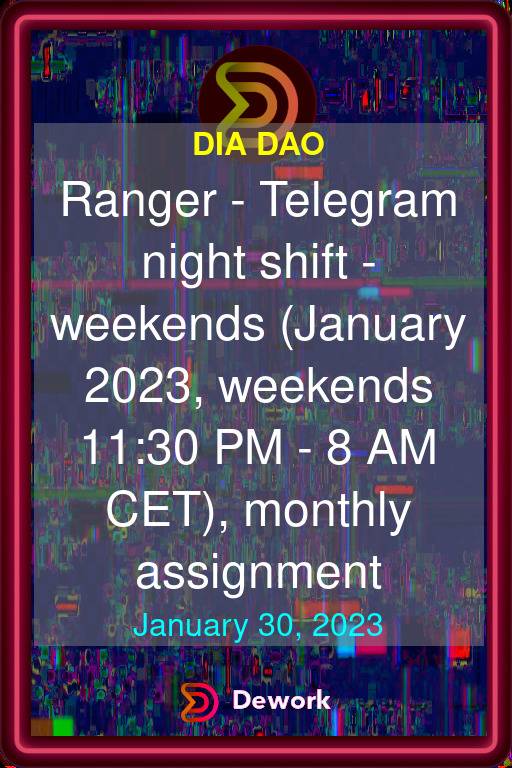 DIA DAO
Ranger - Telegram
night shift -
weekends (January
2023, weekends
11:30 PM - 8 AM
CET), monthly
assignment
January 30, 2023
Dework